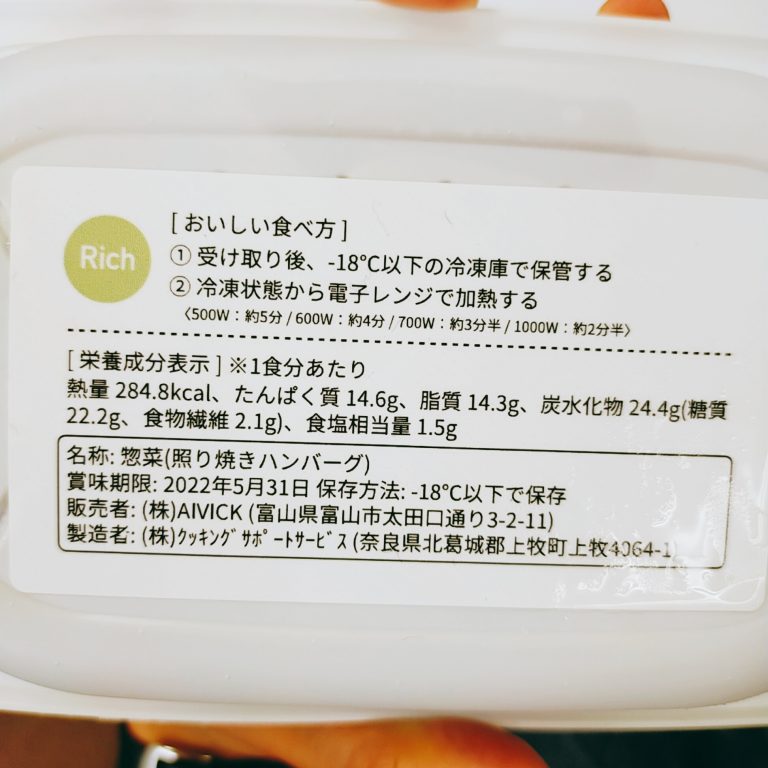 Rich
[ おいしい食べ方 ]
① 受け取り後、-18℃以下の冷凍庫で保管する
② 冷凍状態から電子レンジで加熱する
〈500W：約5分 / 600W：約4分 / 700W：約3分半 / 1000W：約2分半〉
[ 栄養成分表示 ] ※1食分あたり
熱量 284.8kcal、たんぱく質 14.6g、脂質 14.3g、炭水化物 24.4g(糖質
22.2g、食物繊維 2.1g)、食塩相当量 1.5g
名称: 惣菜(照り焼きハンバーグ)
賞味期限: 2022年5月31日 保存方法: -18℃以下で保存
販売者: (株)AIVICK (富山県富山市太田口通り3-2-11)
製造者: (株)ｸｯｷﾝｸﾞｻﾎﾟｰﾄｻｰﾋﾞｽ (奈良県北葛城郡上牧町上牧4064-1)